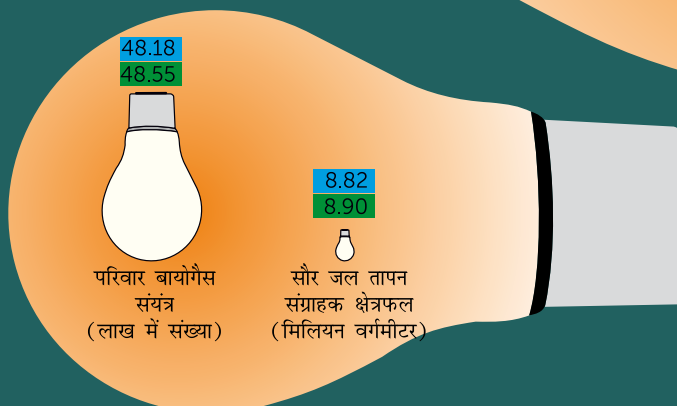 48.18
48.55
परिवार बायोगैस
संयंत्र
(लाख में संख्या)
8.82
8.90
सौर जल तापन
संग्राहक क्षेत्रफल
(मिलियन वर्गमीटर)